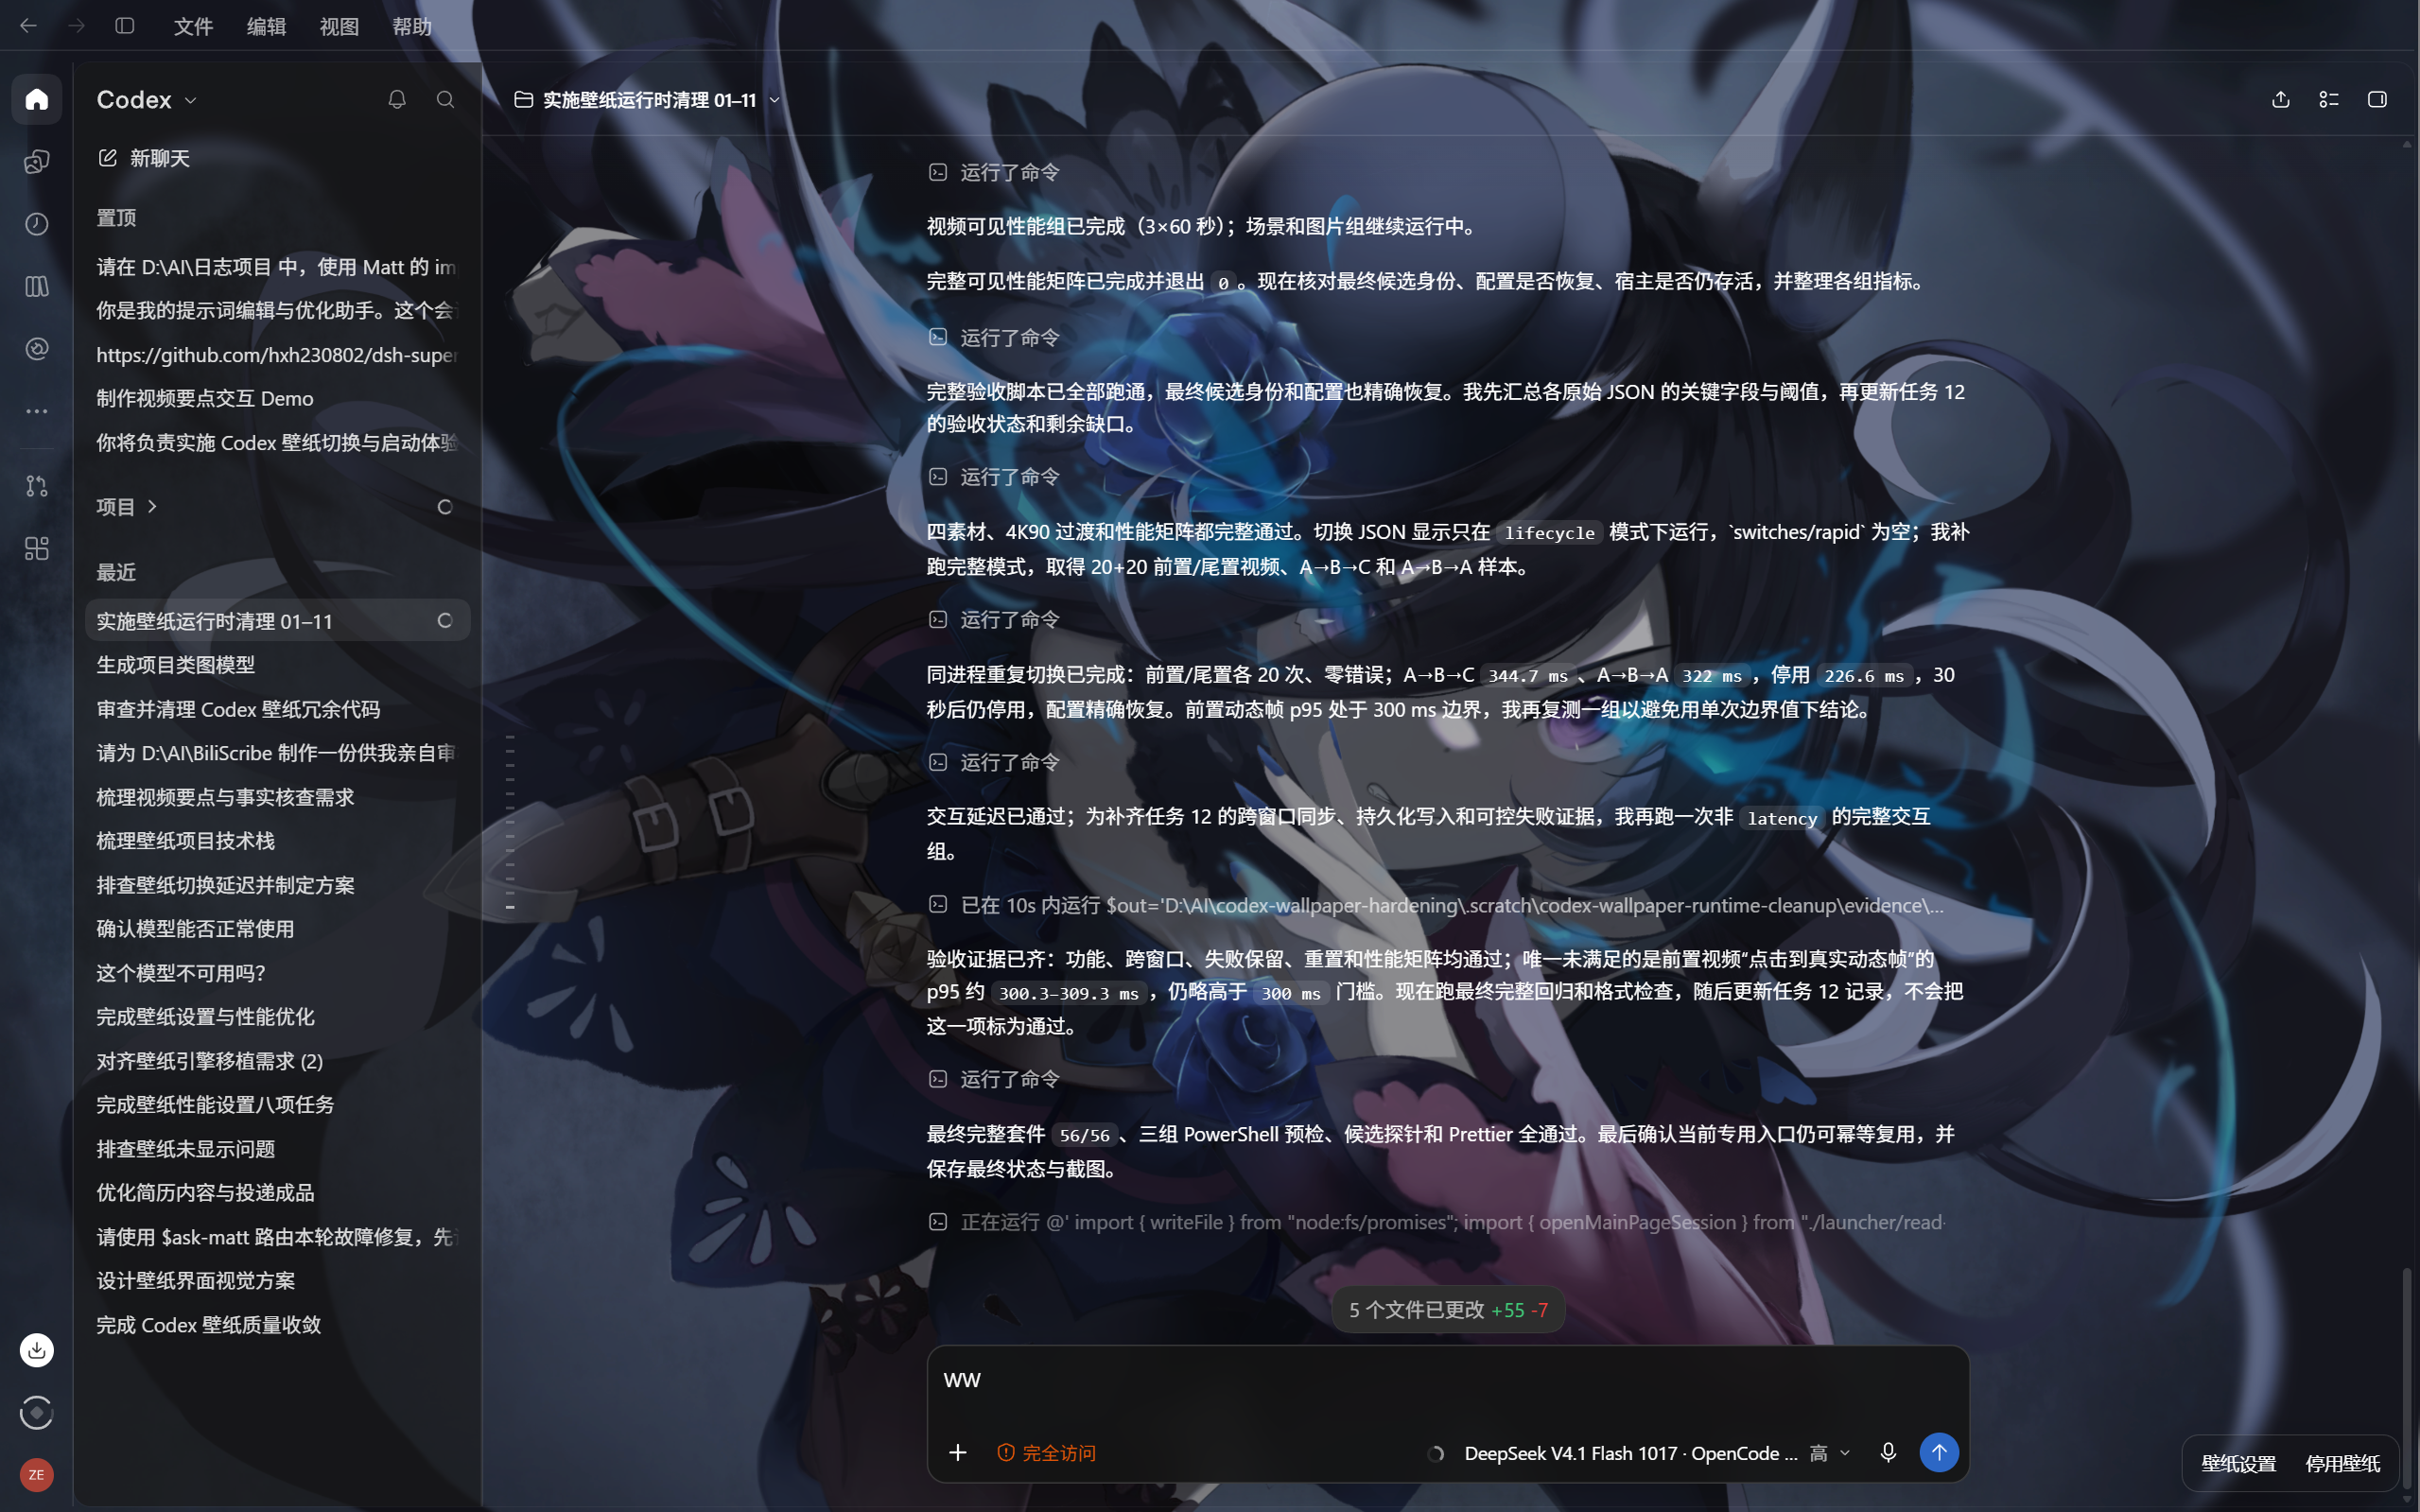 文件 编辑 视图 帮助
Codex
新聊天
置顶
请在 D:\AI\日志项目 中，使用 Matt 的 im
你是我的提示词编辑与优化助手。这个会
https://github.com/hxh230802/dsh-super
制作视频要点交互 Demo
你将负责实施 Codex 壁纸切换与启动体验
项目
最近
实施壁纸运行时清理 01–11
生成项目类图模型
审查并清理 Codex 壁纸冗余代码
请为 D:\AI\BiliScribe 制作一份供我亲自审
梳理视频要点与事实核查需求
梳理壁纸项目技术栈
排查壁纸切换延迟并制定方案
确认模型能否正常使用
这个模型不可用吗？
完成壁纸设置与性能优化
对齐壁纸引擎移植需求 (2)
完成壁纸性能设置八项任务
排查壁纸未显示问题
优化简历内容与投递成品
请使用 $ask-matt 路由本轮故障修复，先
设计壁纸界面视觉方案
完成 Codex 壁纸质量收敛
ZE
实施壁纸运行时清理 01–11
运行了命令
视频可见性能组已完成（3×60 秒）；场景和图片组继续运行中。
完整可见性能矩阵已完成并退出 0 。现在核对最终候选身份、配置是否恢复、宿主是否仍存活，并整理各组指标。
运行了命令
完整验收脚本已全部跑通，最终候选身份和配置也精确恢复。我先汇总各原始 JSON 的关键字段与阈值，再更新任务 12
的验收状态和剩余缺口。
运行了命令
四素材、4K90 过渡和性能矩阵都完整通过。切换 JSON 显示只在 lifecycle 模式下运行，`switches/rapid` 为空；我补
跑完整模式，取得 20+20 前置/尾置视频、A→B→C 和 A→B→A 样本。
运行了命令
同进程重复切换已完成：前置/尾置各 20 次、零错误；A→B→C 344.7 ms 、A→B→A 322 ms ，停用 226.6 ms ，30
秒后仍停用，配置精确恢复。前置动态帧 p95 处于 300 ms 边界，我再复测一组以避免用单次边界值下结论。
运行了命令
交互延迟已通过；为补齐任务 12 的跨窗口同步、持久化写入和可控失败证据，我再跑一次非 latency 的完整交互
组。
已在 10s 内运行 $out='D:\AI\codex-wallpaper-hardening\.scratch\codex-wallpaper-runtime-cleanup\evidence\...
验收证据已齐：功能、跨窗口、失败保留、重置和性能矩阵均通过；唯一未满足的是前置视频“点击到真实动态帧”的
p95 约 300.3–309.3 ms ，仍略高于 300 ms 门槛。现在跑最终完整回归和格式检查，随后更新任务 12 记录，不会把
这一项标为通过。
运行了命令
最终完整套件 56/56 、三组 PowerShell 预检、候选探针和 Prettier 全通过。最后确认当前专用入口仍可幂等复用，并
保存最终状态与截图。
正在运行 @' import { writeFile } from "node:fs/promises"; import { openMainPageSession } from "./launcher/read
5 个文件已更改 +55 -7
WW
完全访问
DeepSeek V4.1 Flash 1017 · OpenCode ... 高
壁纸设置 停用壁纸